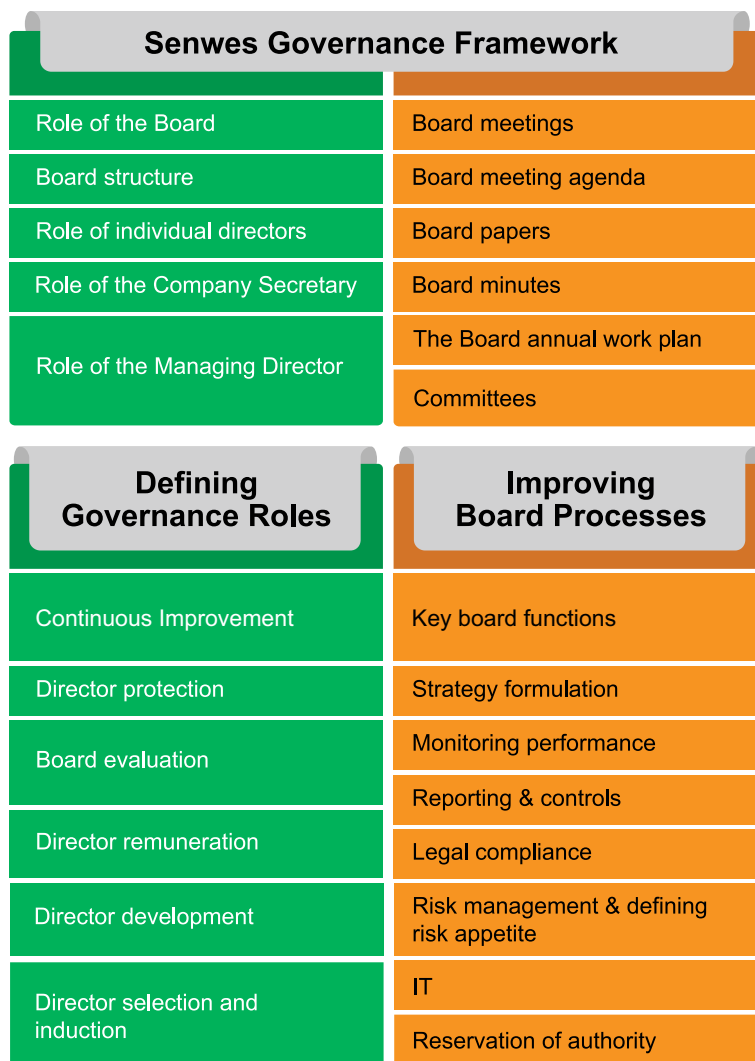 Senwes Governance Framework
Role of the Board
Board structure
Role of individual directors
Role of the Company Secretary
Role of the Managing Director
Board meetings
Board meeting agenda
Board papers
Board minutes
The Board annual work plan
Committees
Defining
Governance Roles
Continuous Improvement
Director protection
Board evaluation
Director remuneration
Director development
Director selection and
induction
Improving
Board Processes
Key board functions
Strategy formulation
Monitoring performance
Reporting & controls
Legal compliance
Risk management & defining
risk appetite
IT
Reservation of authority